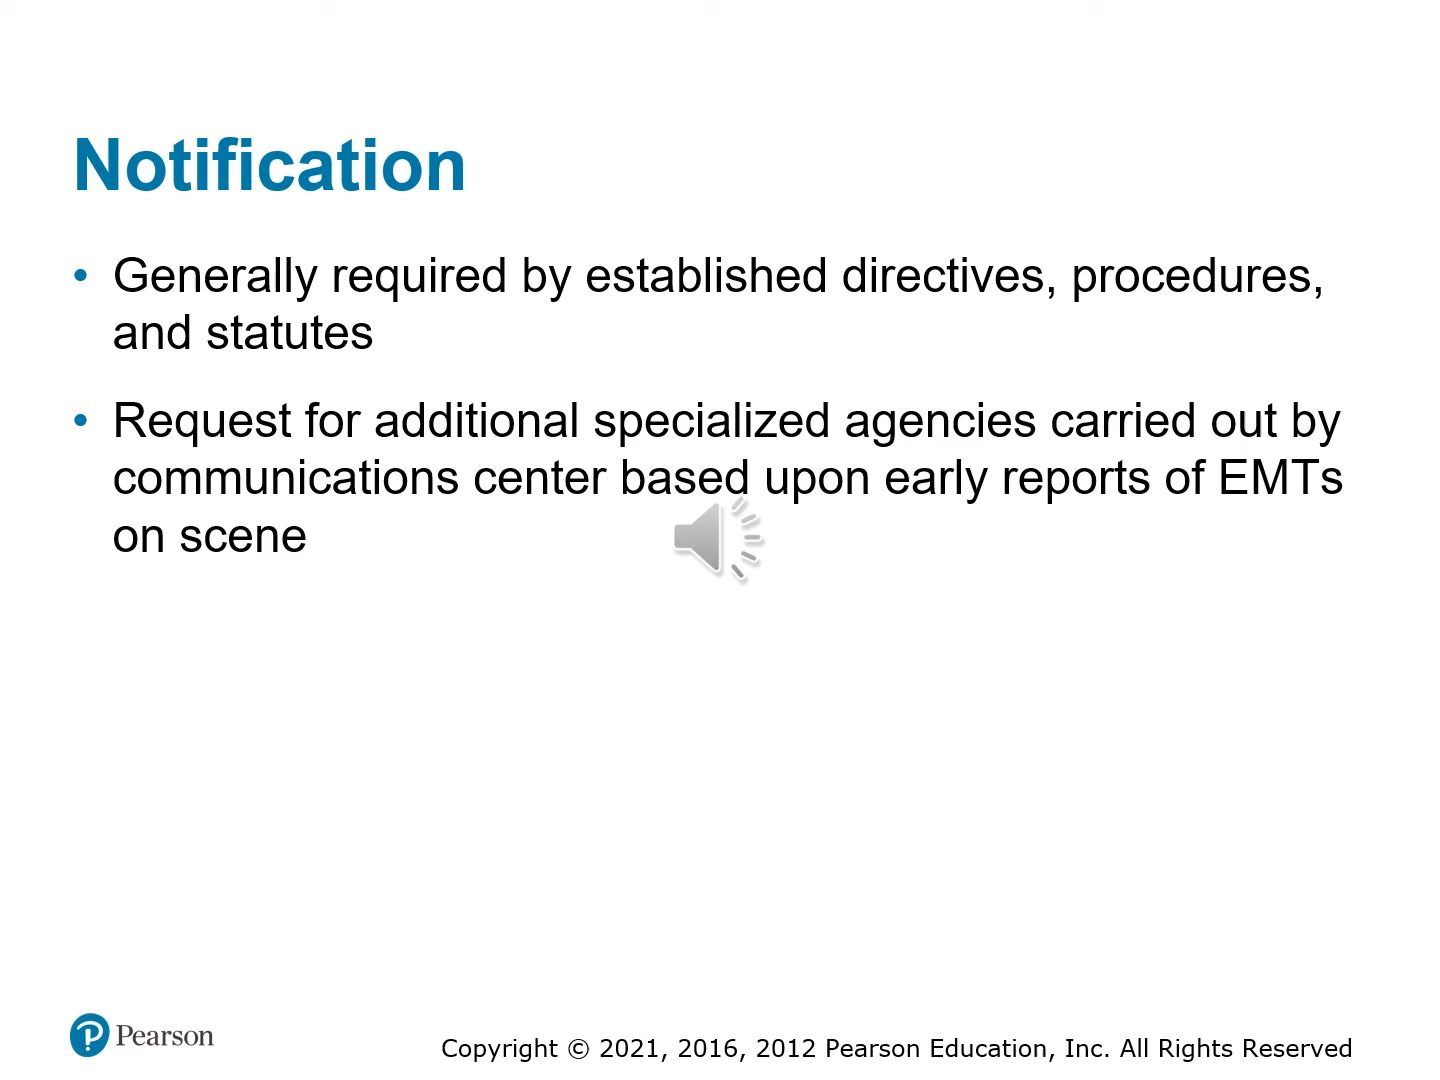 Notification
• Generally required by established directives, procedures,
and statutes
• Request for additional specialized agencies carried out by
communications center based upon early reports of EMTs
on scene
Pearson
Copyright © 2021, 2016, 2012 Pearson Education, Inc. All Rights Reserved